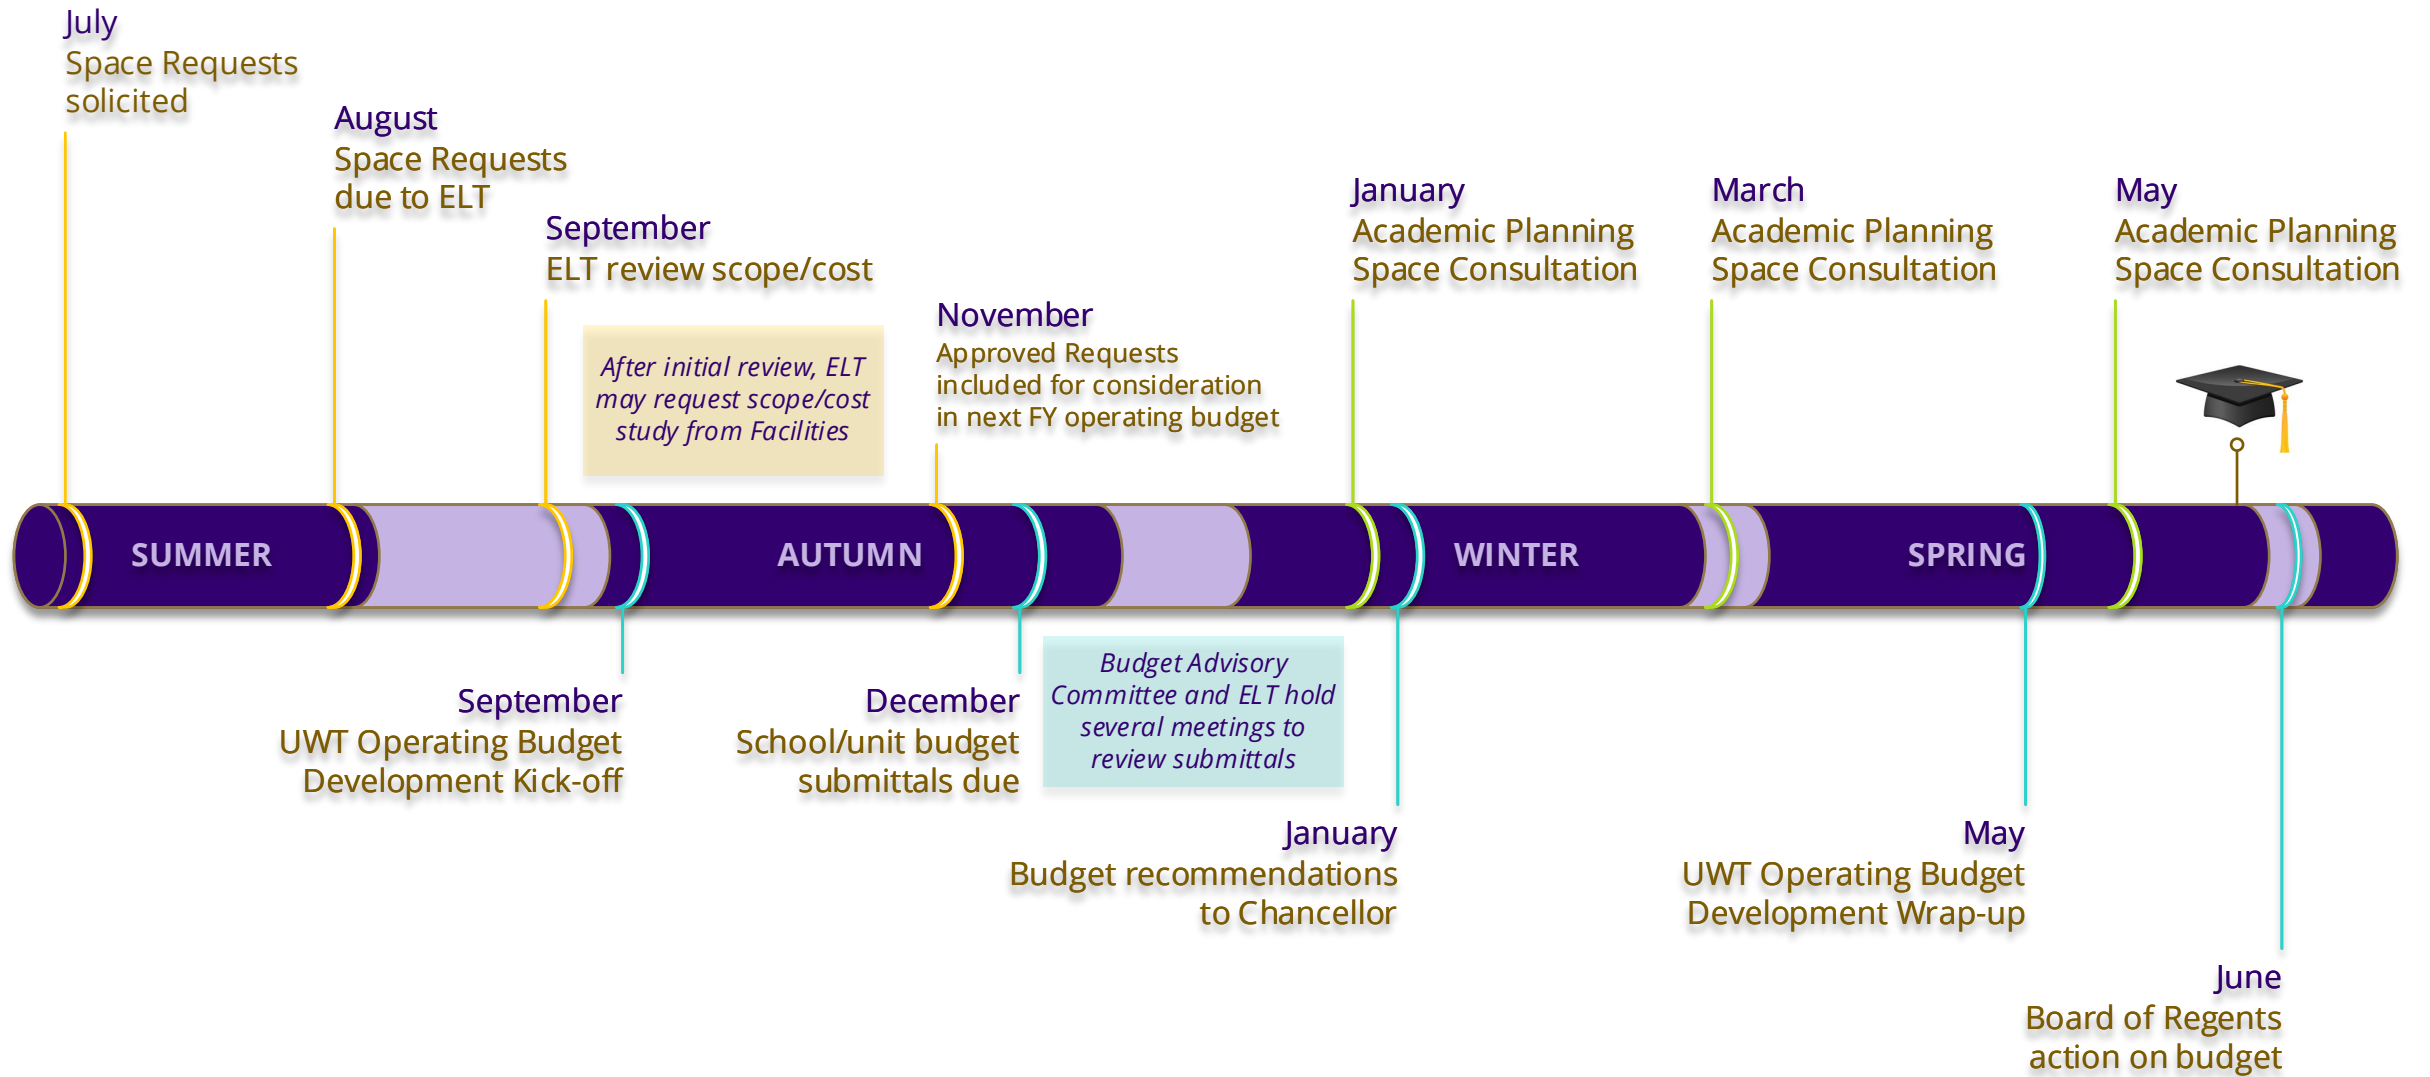 July
Space Requests
solicited
August
Space Requests
due to ELT
September
ELT review scope/cost
After initial review, ELT
may request scope/cost
study from Facilities
November
Approved Requests
included for consideration
in next FY operating budget
January
Academic Planning
Space Consultation
March
Academic Planning
Space Consultation
May
Academic Planning
Space Consultation
SUMMER
AUTUMN
WINTER
SPRING
September
UWT Operating Budget
Development Kick-off
December
School/unit budget
submittals due
Budget Advisory
Committee and ELT hold
several meetings to
review submittals
January
Budget recommendations
to Chancellor
May
UWT Operating Budget
Development Wrap-up
June
Board of Regents
action on budget